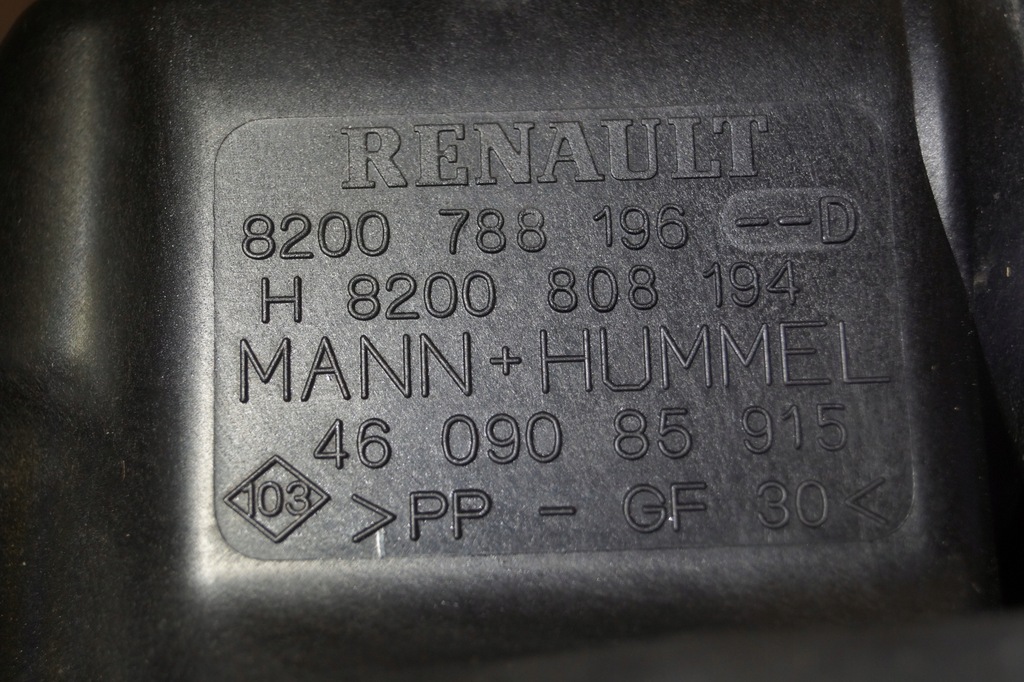 RENAULT
8200 788 196 --D
H 8200 808 194
MANN+HUMMEL
46 090 85 915
103 >PP - GF 30<